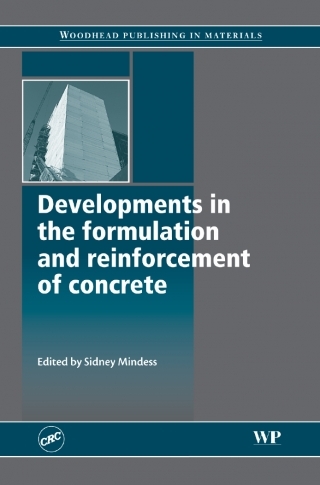 Woodhead Publishing in Materials
Developments in
the formulation
and reinforcement
of concrete
Edited by Sidney Mindess
CRC
WP